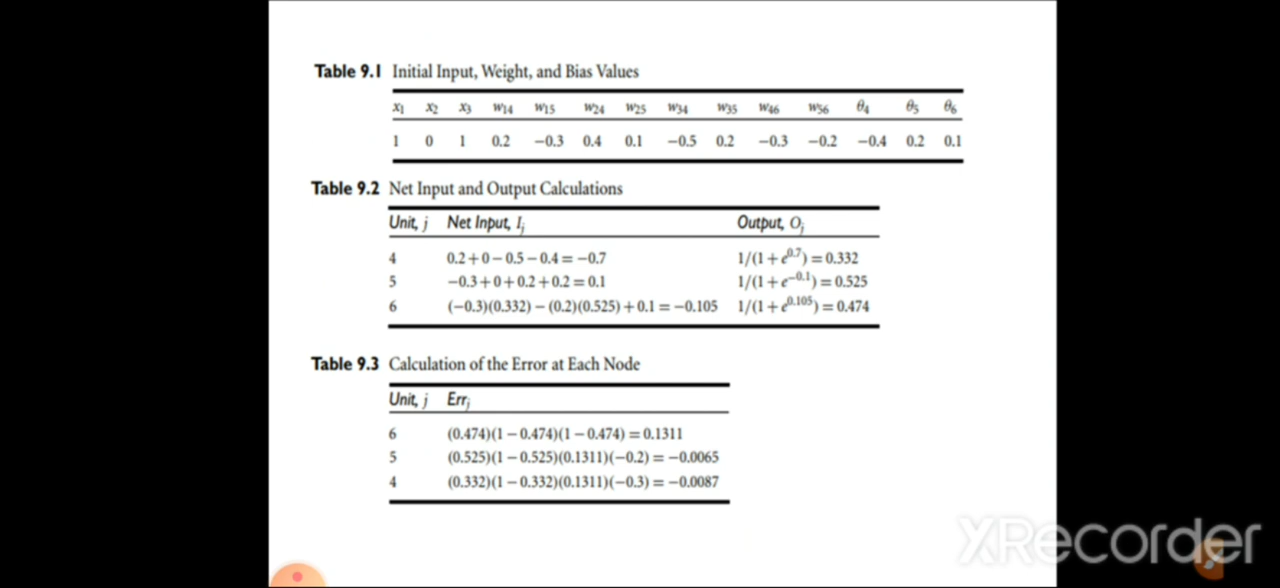 Table 9.1 Initial Input, Weight, and Bias Values
x₁ x₂ x₃ w₁₄ w₁₅ w₂₄ w₂₅ w₃₄ w₃₅ w₄₆ w₅₆ θ₄ θ₅ θ₆
1 0 1 0.2 −0.3 0.4 0.1 −0.5 0.2 −0.3 −0.2 −0.4 0.2 0.1
Table 9.2 Net Input and Output Calculations
Unit, j Net Input, Iⱼ Output, Oⱼ
4 0.2 + 0 − 0.5 − 0.4 = −0.7 1/(1 + e⁰·⁷) = 0.332
5 −0.3 + 0 + 0.2 + 0.2 = 0.1 1/(1 + e⁻⁰·¹) = 0.525
6 (−0.3)(0.332) − (0.2)(0.525) + 0.1 = −0.105 1/(1 + e⁰·¹⁰⁵) = 0.474
Table 9.3 Calculation of the Error at Each Node
Unit, j Errⱼ
6 (0.474)(1 − 0.474)(1 − 0.474) = 0.1311
5 (0.525)(1 − 0.525)(0.1311)(−0.2) = −0.0065
4 (0.332)(1 − 0.332)(0.1311)(−0.3) = −0.0087
XRecorder